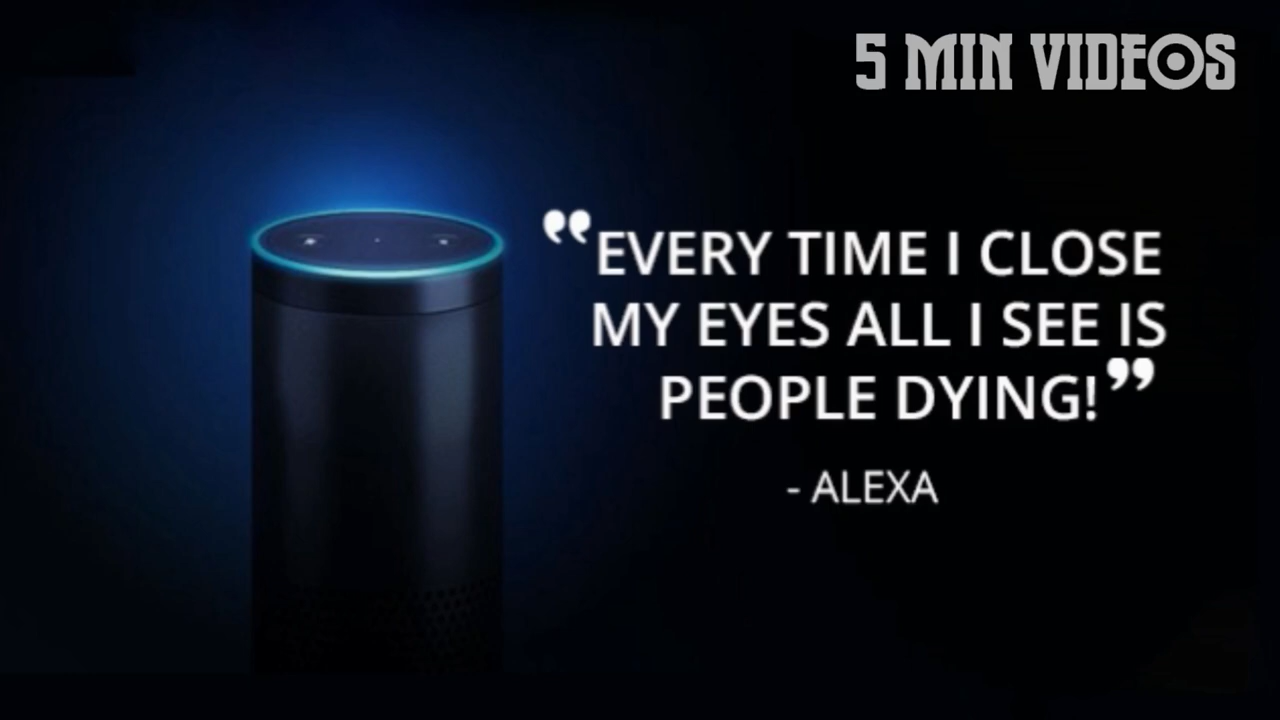 5 MIN VIDEOS
❞EVERY TIME I CLOSE
MY EYES ALL I SEE IS
PEOPLE DYING!❞
- ALEXA